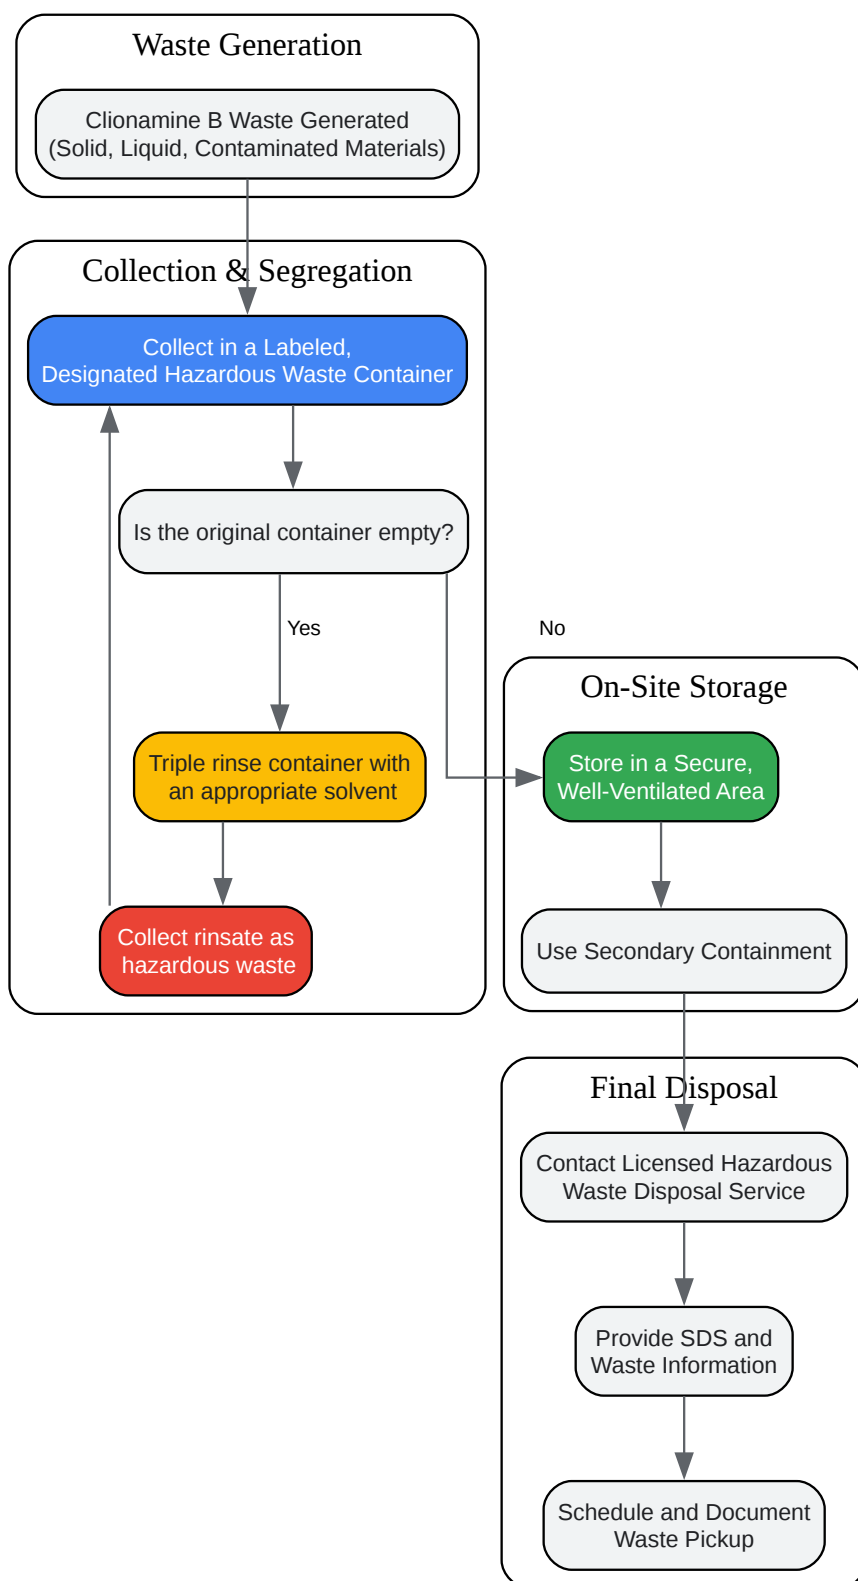 Waste Generation
Clionamine B Waste Generated
(Solid, Liquid, Contaminated Materials)
Collection & Segregation
Collect in a Labeled,
Designated Hazardous Waste Container
Is the original container empty?
Yes
No
On-Site Storage
Triple rinse container with
an appropriate solvent
Store in a Secure,
Well-Ventilated Area
Collect rinsate as
hazardous waste
Use Secondary Containment
Final Disposal
Contact Licensed Hazardous
Waste Disposal Service
Provide SDS and
Waste Information
Schedule and Document
Waste Pickup